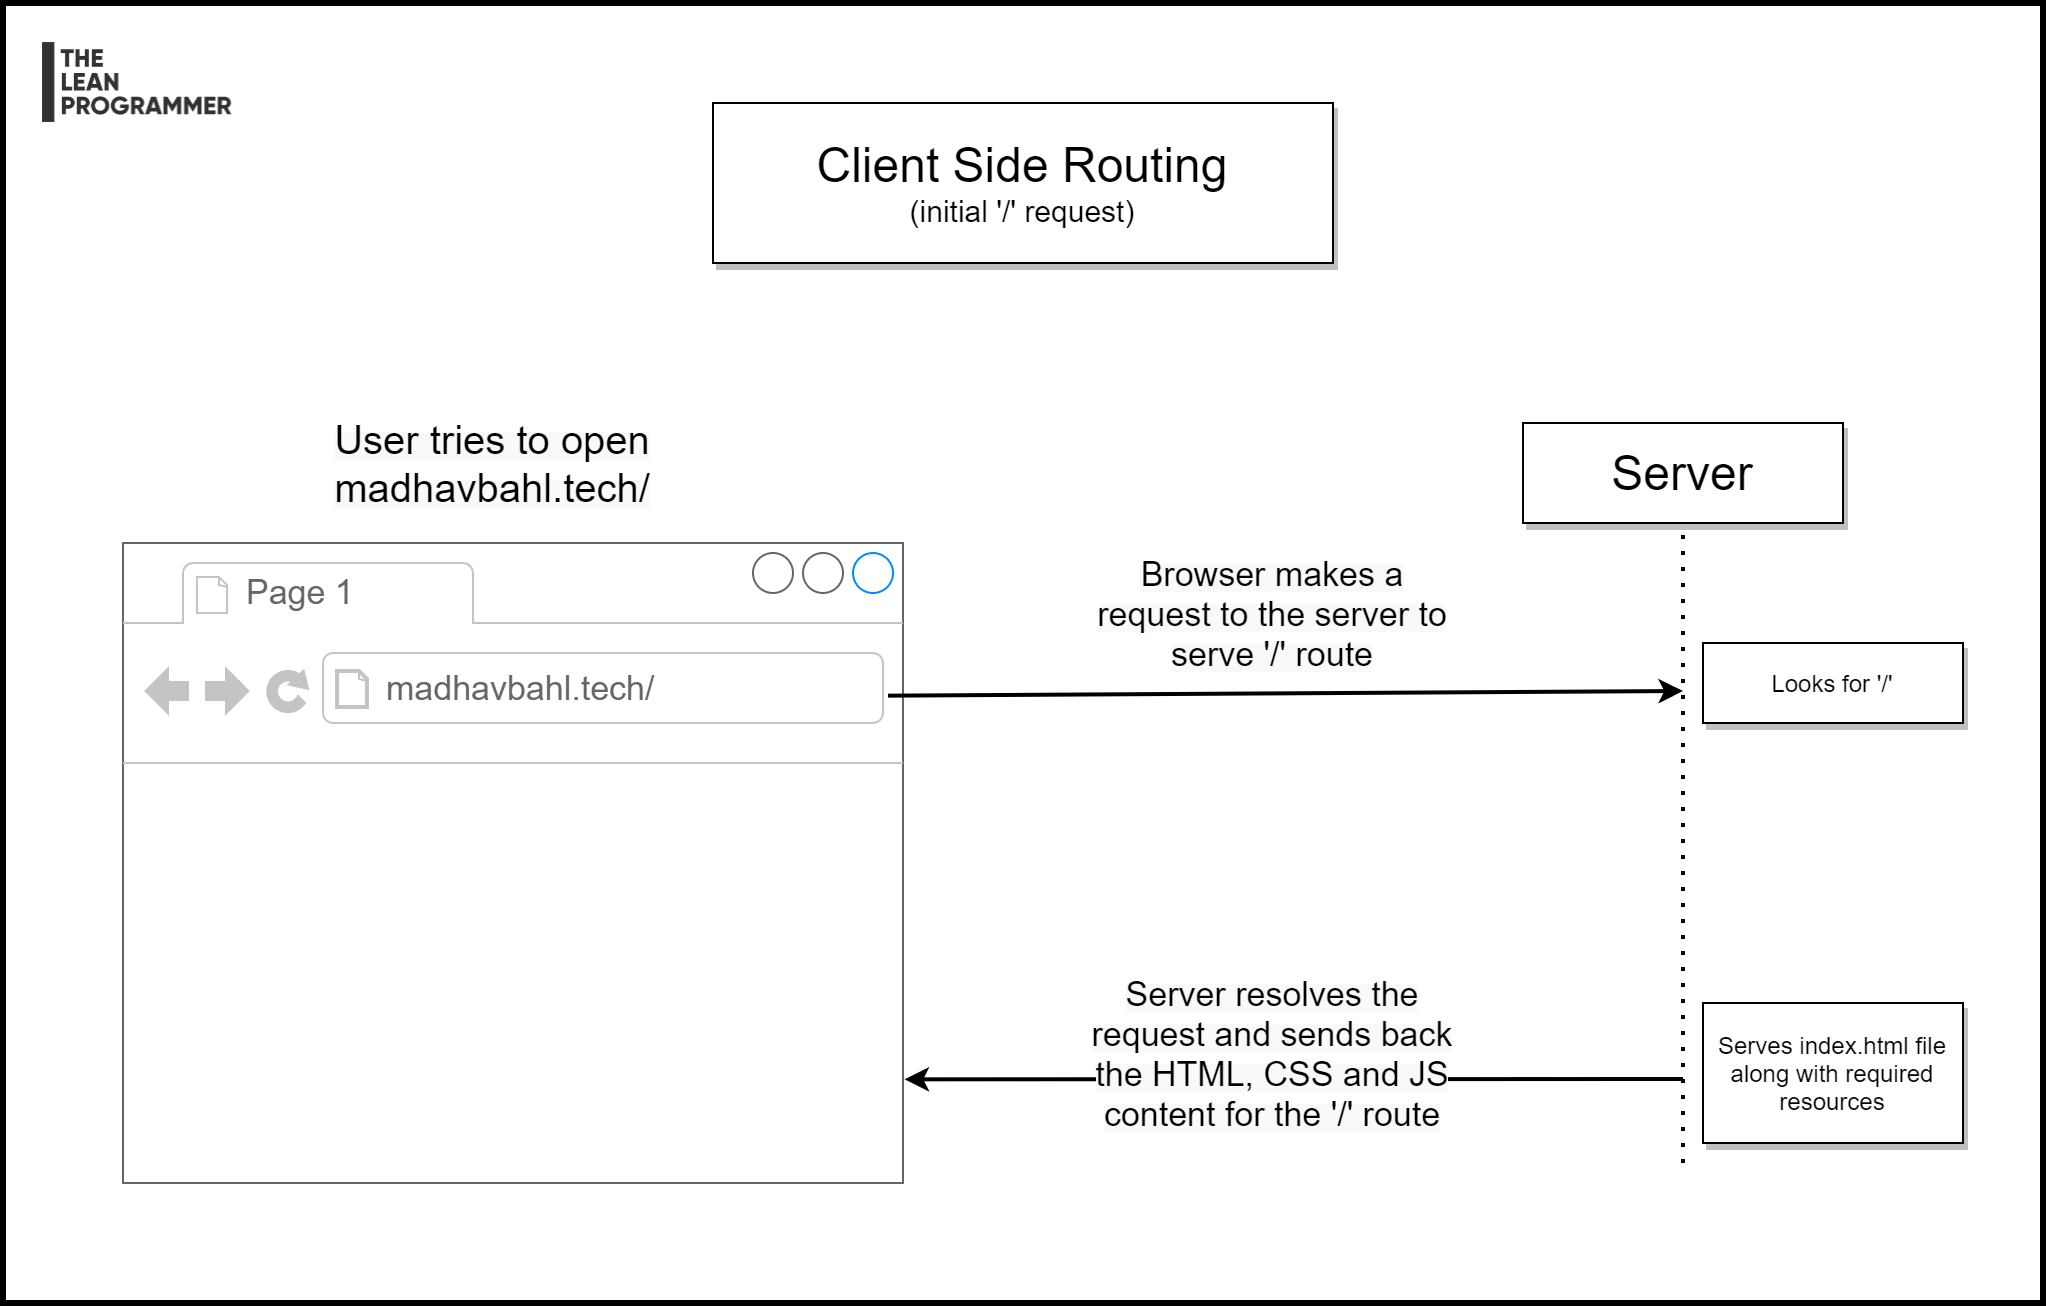 THE
LEAN
PROGRAMMER
Client Side Routing
(initial '/' request)
User tries to open
madhavbahl.tech/
Server
Page 1
madhavbahl.tech/
Browser makes a
request to the server to
serve '/' route
Looks for '/'
Server resolves the
request and sends back
the HTML, CSS and JS
content for the '/' route
Serves index.html file
along with required
resources